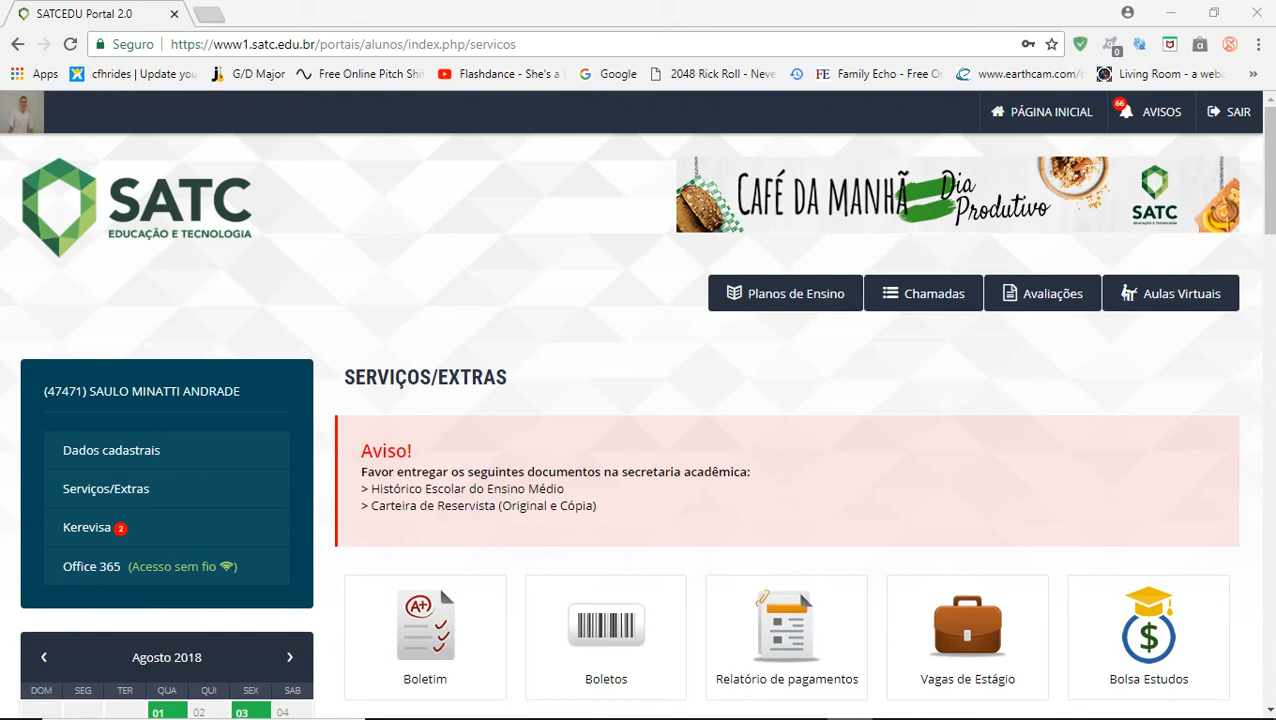 SATCEDU Portal 2.0
Seguro https://www1.satc.edu.br/portais/alunos/index.php/servicos
0
Apps cfhrides | Update you G/D Major Free Online Pitch Shif Flashdance - She's a Google 2048 Rick Roll - Neve Family Echo - Free O www.earthcam.com/ Living Room - a webc »
PÁGINA INICIAL 66 AVISOS SAIR
SATC
EDUCAÇÃO E TECNOLOGIA
CAFÉ DA MANHÃ Dia Produtivo
SATC
EDUCAÇÃO E TECNOLOGIA
Planos de Ensino Chamadas Avaliações Aulas Virtuais
(47471) SAULO MINATTI ANDRADE
Dados cadastrais
Serviços/Extras
Kerevisa 2
Office 365 (Acesso sem fio)
SERVIÇOS/EXTRAS
Aviso!
Favor entregar os seguintes documentos na secretaria acadêmica:
> Histórico Escolar do Ensino Médio
> Carteira de Reservista (Original e Cópia)
A+
Boletim Boletos Relatório de pagamentos Vagas de Estágio Bolsa Estudos
‹ Agosto 2018 ›
DOM SEG TER QUA QUI SEX SAB
01 02 03 04